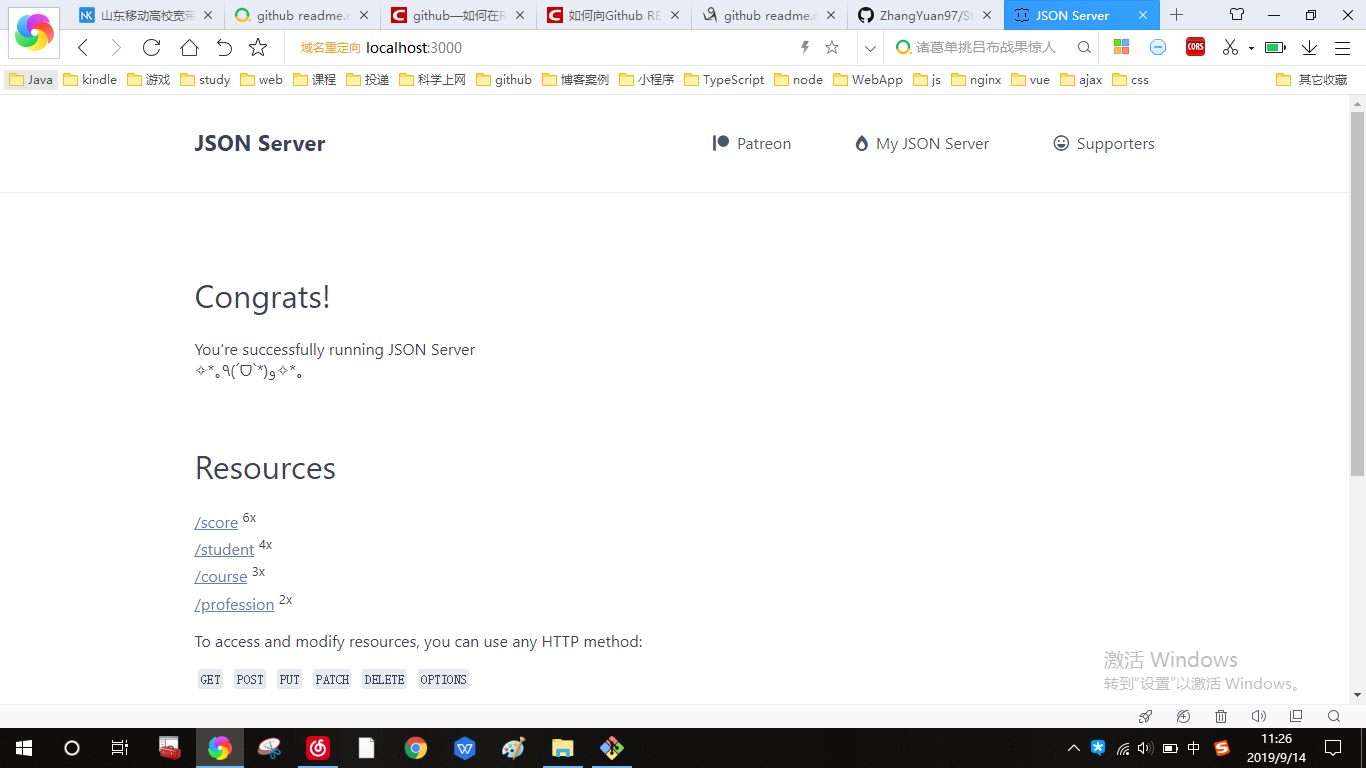 山东移动高校宽带
github readme.r
github—如何在R
如何向Github RE
github readme.r
ZhangYuan97/St
JSON Server
域名重定向 localhost:3000
诸葛单挑吕布战果惊人
CORS
Java kindle 游戏 study web 课程 投递 科学上网 github 博客案例 小程序 TypeScript node WebApp js nginx vue ajax css 其它收藏
JSON Server
Patreon
My JSON Server
Supporters
Congrats!
You're successfully running JSON Server
✧*｡٩(ˊᗜˋ*)و✧*｡
Resources
/score 6x
/student 4x
/course 3x
/profession 2x
To access and modify resources, you can use any HTTP method:
GET POST PUT PATCH DELETE OPTIONS
激活 Windows
转到"设置"以激活 Windows。
中
11:26
2019/9/14